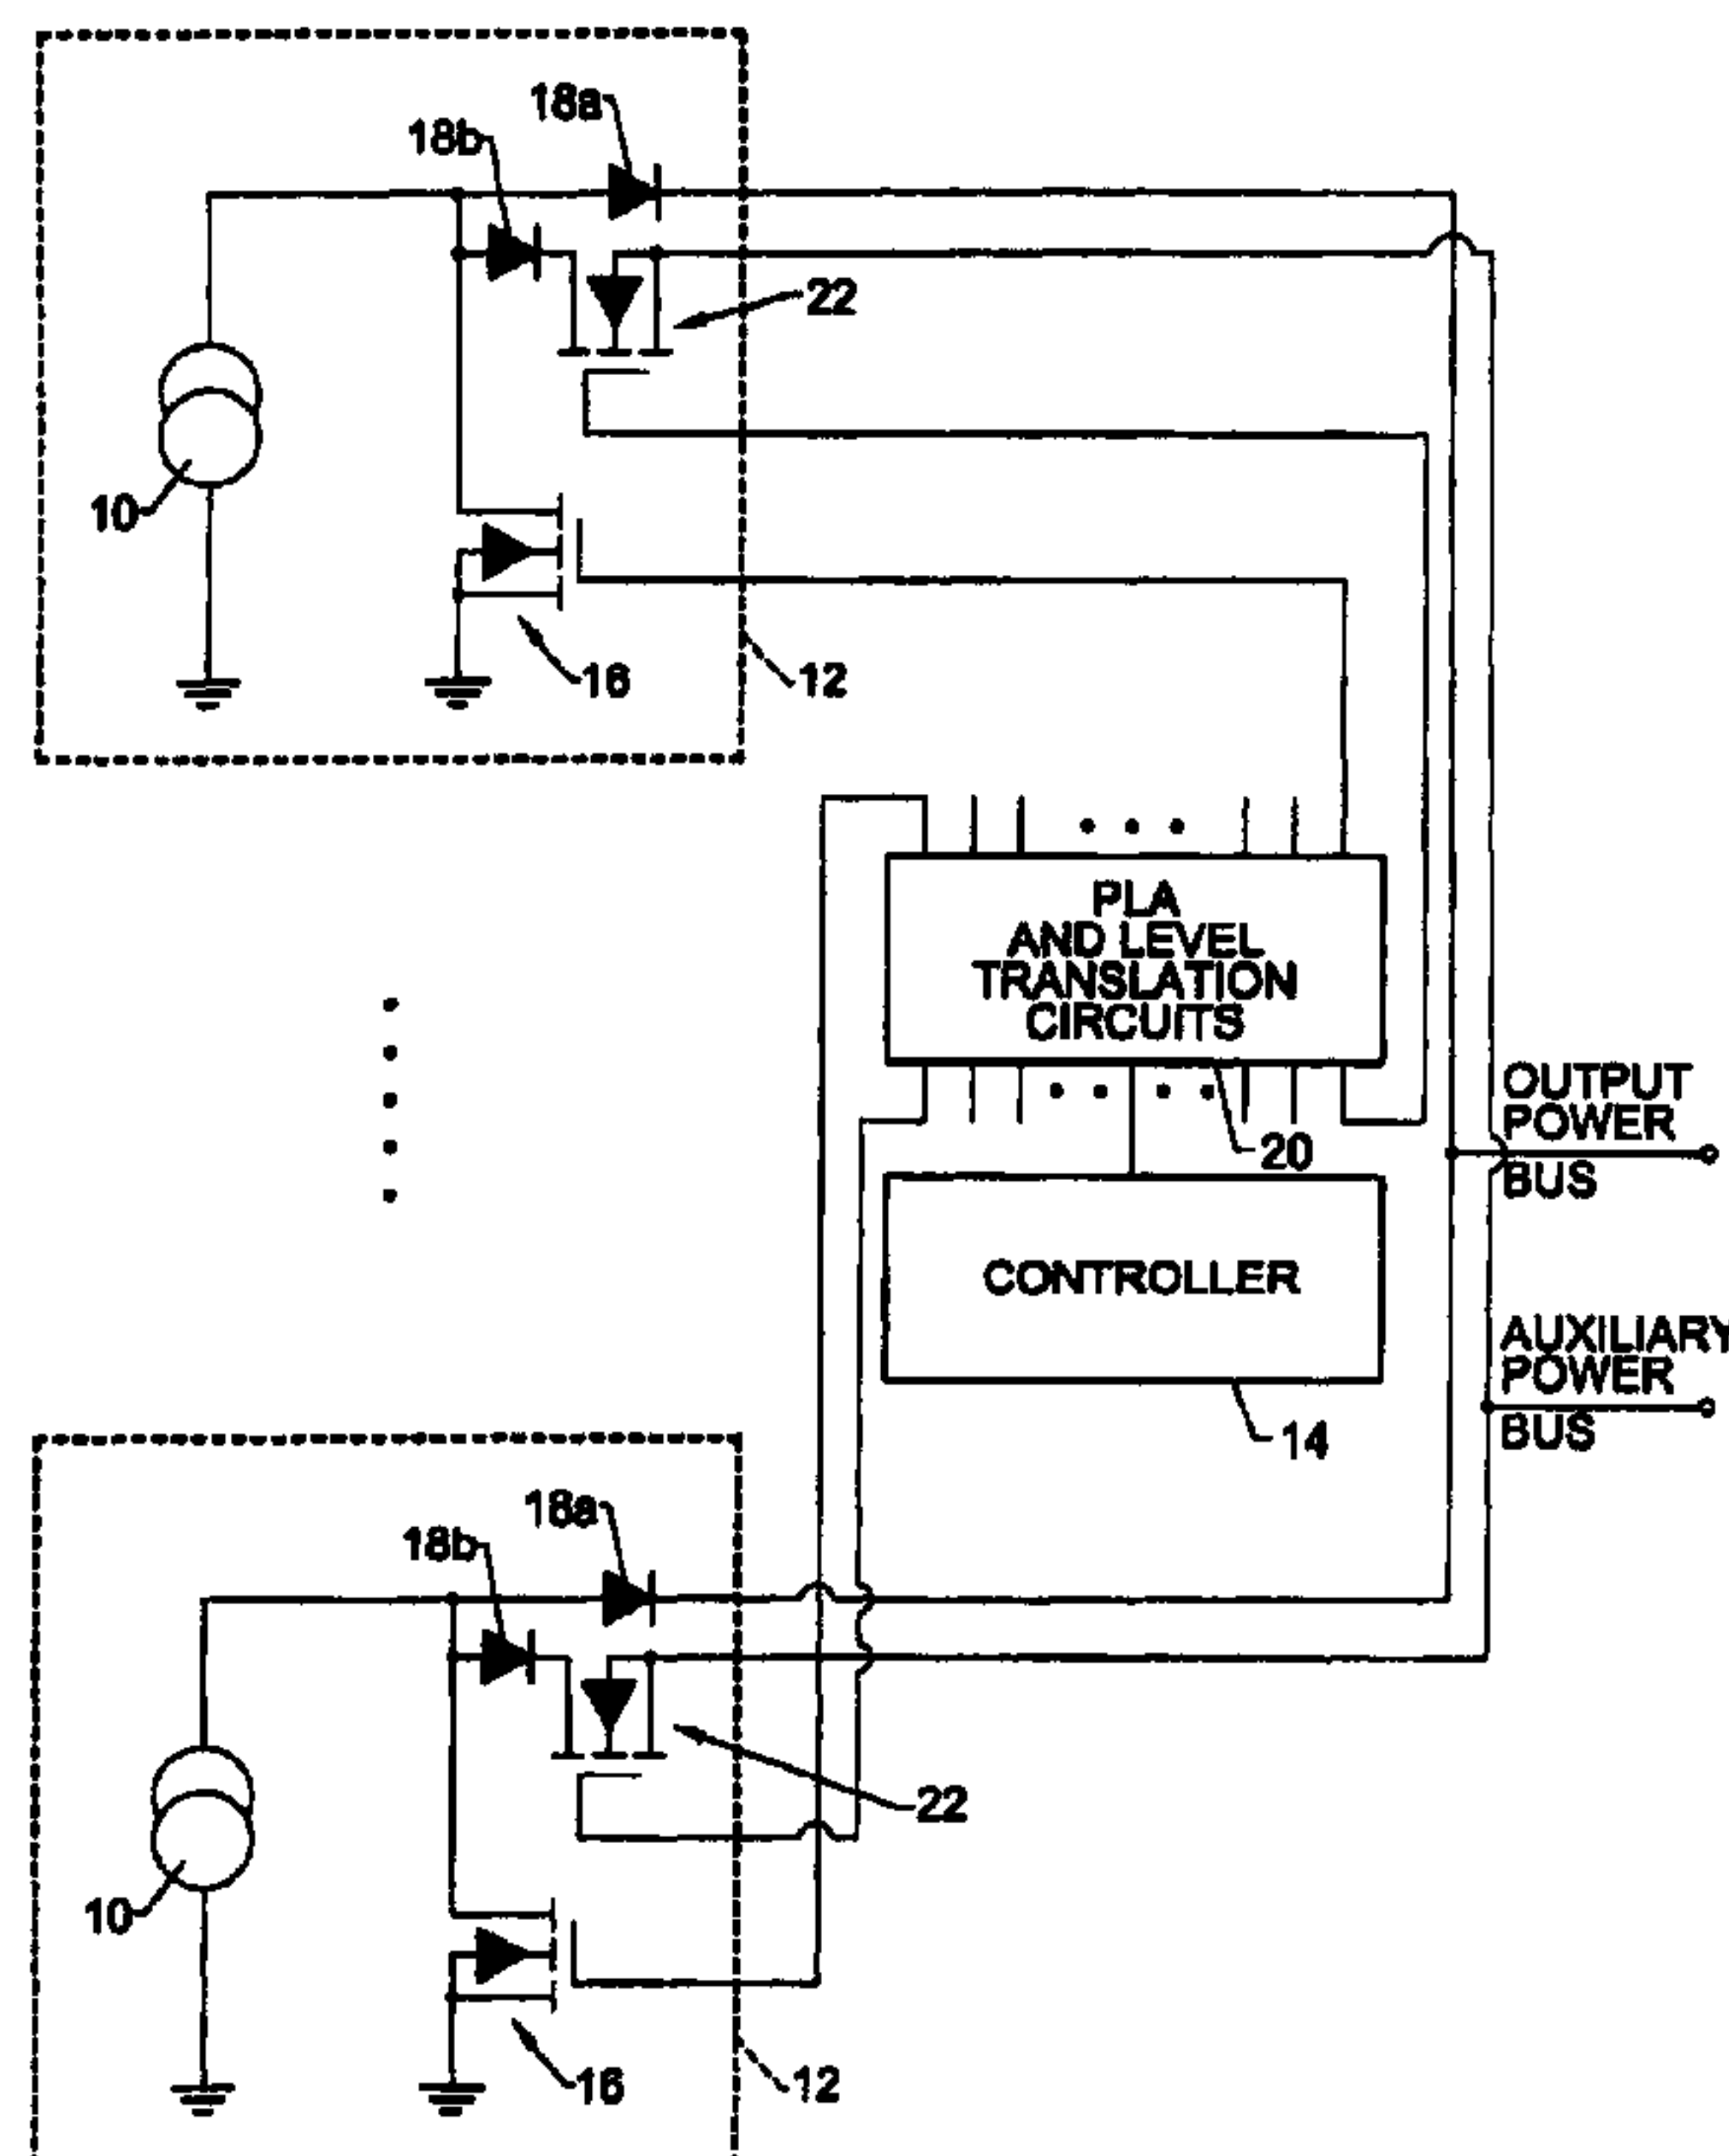 18a
18b
22
10
16
12
PLA
AND LEVEL
TRANSLATION
CIRCUITS
20
OUTPUT
POWER
BUS
CONTROLLER
14
AUXILIARY
POWER
BUS
18a
18b
22
10
16
12